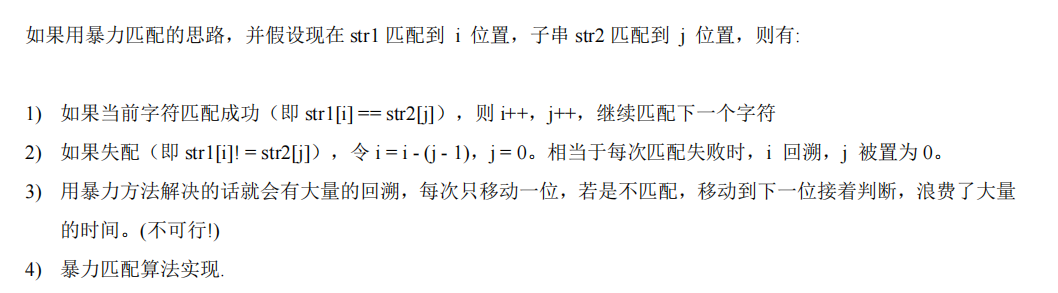 如果用暴力匹配的思路，并假设现在 str1 匹配到 i 位置，子串 str2 匹配到 j 位置，则有:
1) 如果当前字符匹配成功（即 str1[i] == str2[j]），则 i++，j++，继续匹配下一个字符
2) 如果失配（即 str1[i]! = str2[j]），令 i = i - (j - 1)，j = 0。相当于每次匹配失败时，i 回溯，j 被置为 0。
3) 用暴力方法解决的话就会有大量的回溯，每次只移动一位，若是不匹配，移动到下一位接着判断，浪费了大量
的时间。(不可行!)
4) 暴力匹配算法实现.